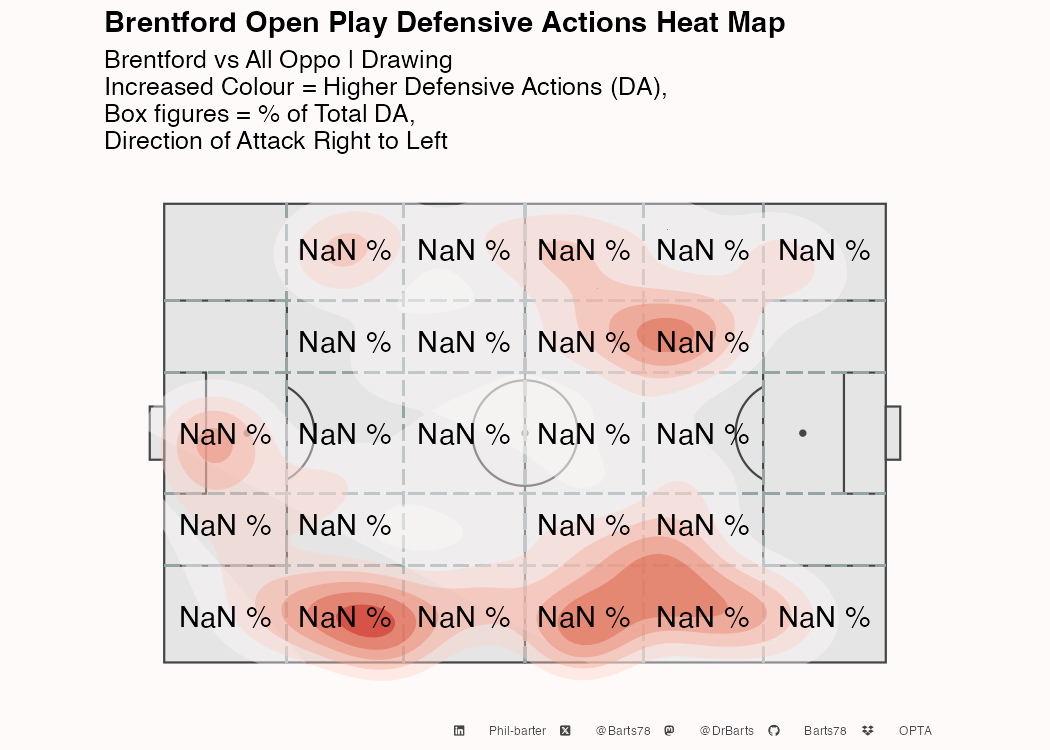 Brentford Open Play Defensive Actions Heat Map
Brentford vs All Oppo | Drawing
Increased Colour = Higher Defensive Actions (DA),
Box figures = % of Total DA,
Direction of Attack Right to Left
NaN % NaN % NaN % NaN % NaN %
NaN % NaN % NaN % NaN %
NaN % NaN % NaN % NaN % NaN %
NaN % NaN % NaN % NaN %
NaN % NaN % NaN % NaN % NaN % NaN %
Phil-barter @Barts78 @DrBarts Barts78 OPTA